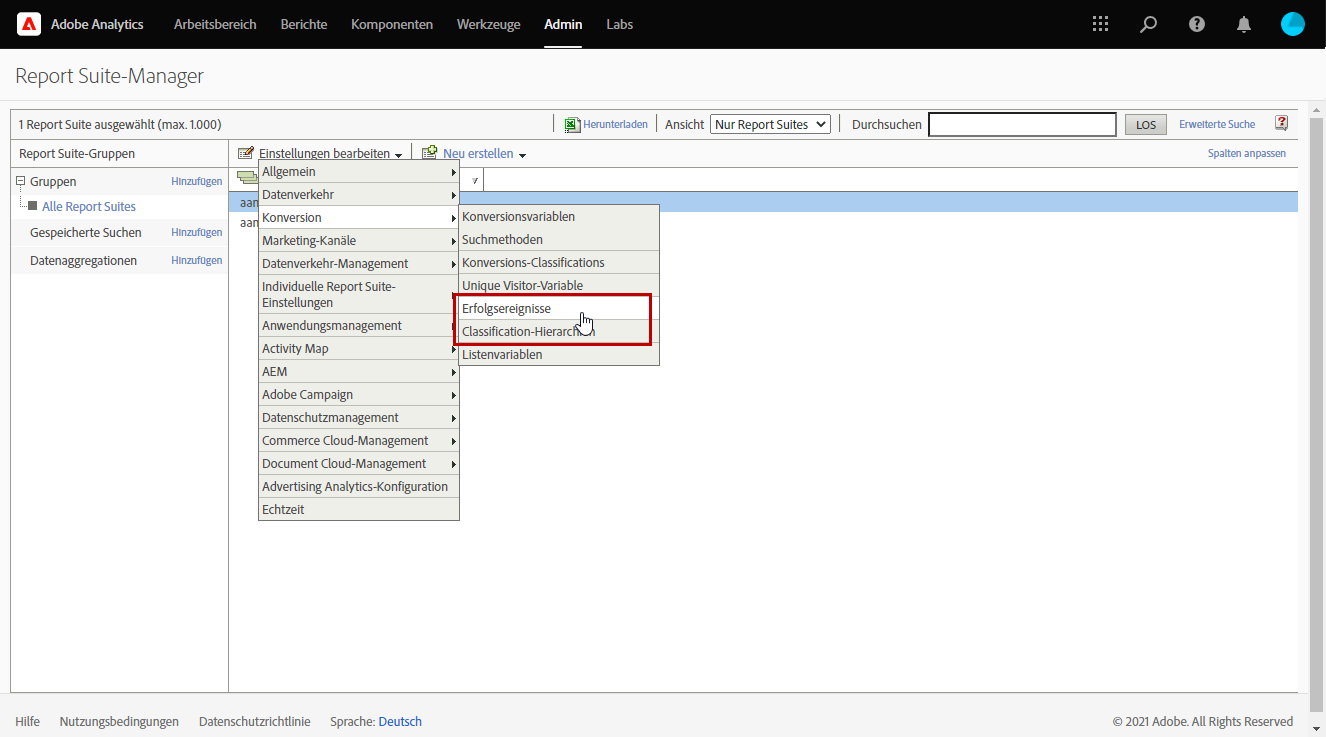 Adobe Analytics Arbeitsbereich Berichte Komponenten Werkzeuge Admin Labs
Report Suite-Manager
1 Report Suite ausgewählt (max. 1.000) Herunterladen Ansicht Nur Report Suites Durchsuchen LOS Erweiterte Suche
Report Suite-Gruppen
Einstellungen bearbeiten Neu erstellen Spalten anpassen
Gruppen Hinzufügen
Alle Report Suites
Gespeicherte Suchen Hinzufügen
Datenaggregationen Hinzufügen
aan
aan
Allgemein
Datenverkehr
Konversion
Marketing-Kanäle
Datenverkehr-Management
Individuelle Report Suite-
Einstellungen
Anwendungsmanagement
Activity Map
AEM
Adobe Campaign
Datenschutzmanagement
Commerce Cloud-Management
Document Cloud-Management
Advertising Analytics-Konfiguration
Echtzeit
Konversionsvariablen
Suchmethoden
Konversions-Classifications
Unique Visitor-Variable
Erfolgsereignisse
Classification-Hierarchien
Listenvariablen
Hilfe Nutzungsbedingungen Datenschutzrichtlinie Sprache: Deutsch © 2021 Adobe. All Rights Reserved